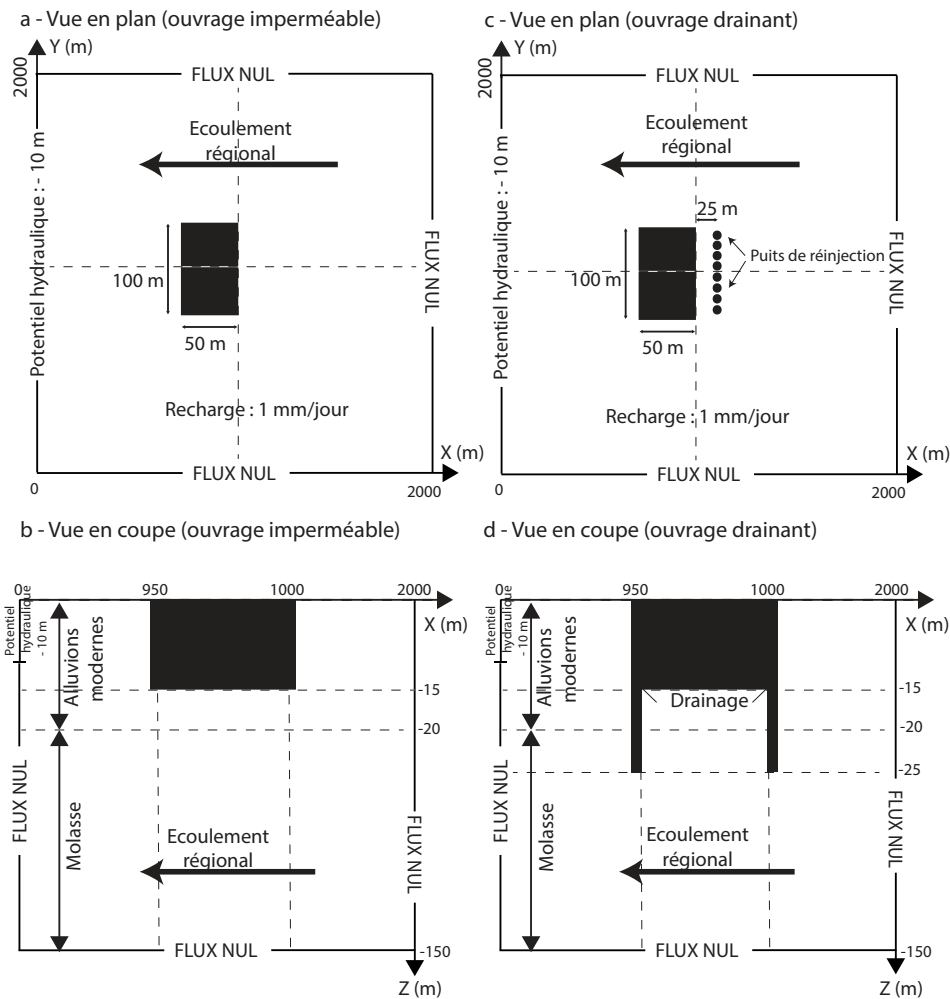 a - Vue en plan (ouvrage imperméable)
Y (m)
2000
FLUX NUL
Ecoulement
régional
Potentiel hydraulique : - 10 m
100 m
50 m
FLUX NUL
Recharge : 1 mm/jour
X (m)
FLUX NUL
0
2000
c - Vue en plan (ouvrage drainant)
Y (m)
2000
FLUX NUL
Ecoulement
régional
25 m
Puits de réinjection
Potentiel hydraulique : - 10 m
100 m
50 m
FLUX NUL
Recharge : 1 mm/jour
X (m)
FLUX NUL
0
2000
b - Vue en coupe (ouvrage imperméable)
0
950
1000
2000
X (m)
Potentiel
hydraulique
- 10 m
Alluvions
modernes
-15
-20
FLUX NUL
Molasse
Ecoulement
régional
FLUX NUL
FLUX NUL
-150
Z (m)
d - Vue en coupe (ouvrage drainant)
0
950
1000
2000
X (m)
Potentiel
hydraulique
- 10 m
Alluvions
modernes
Drainage
-15
-20
-25
FLUX NUL
Molasse
Ecoulement
régional
FLUX NUL
FLUX NUL
-150
Z (m)